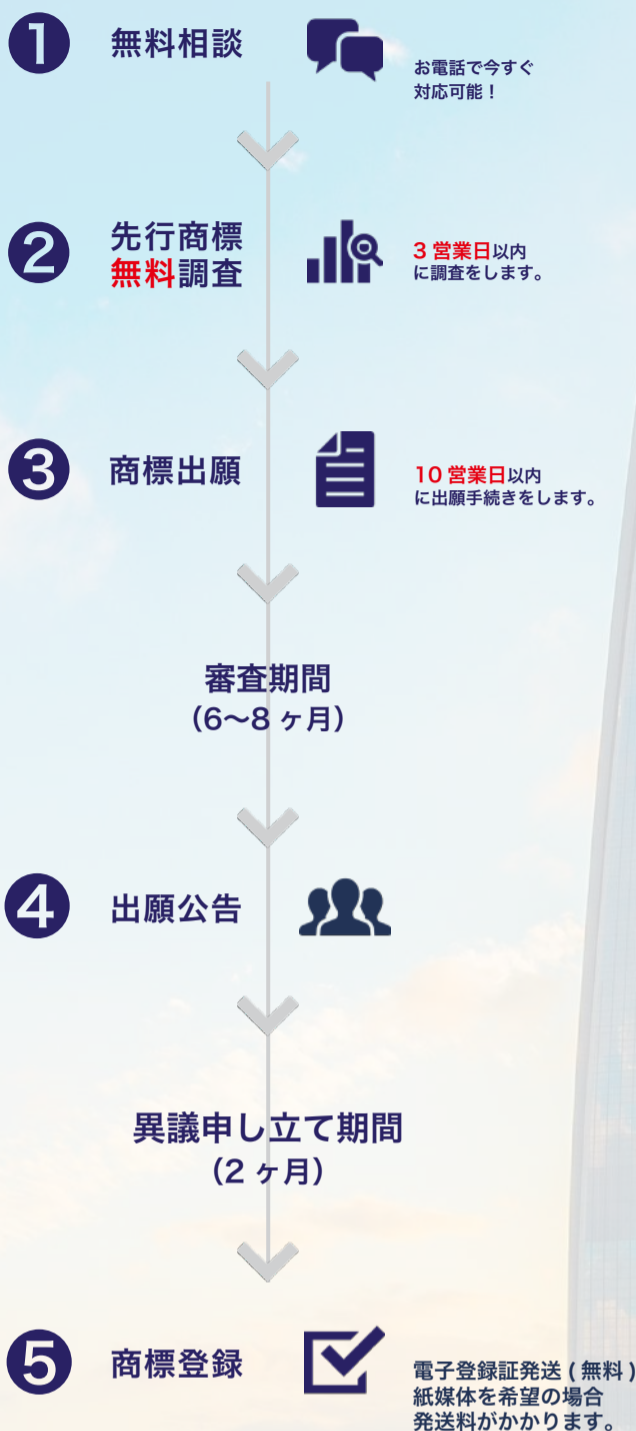 1 無料相談
お電話で今すぐ
対応可能！
2 先行商標
無料調査
3 営業日以内
に調査をします。
3 商標出願
10 営業日以内
に出願手続きをします。
審査期間
（6〜8 ヶ月）
4 出願公告
異議申し立て期間
（2 ヶ月）
5 商標登録
電子登録証発送 ( 無料 )
紙媒体を希望の場合
発送料がかかります。